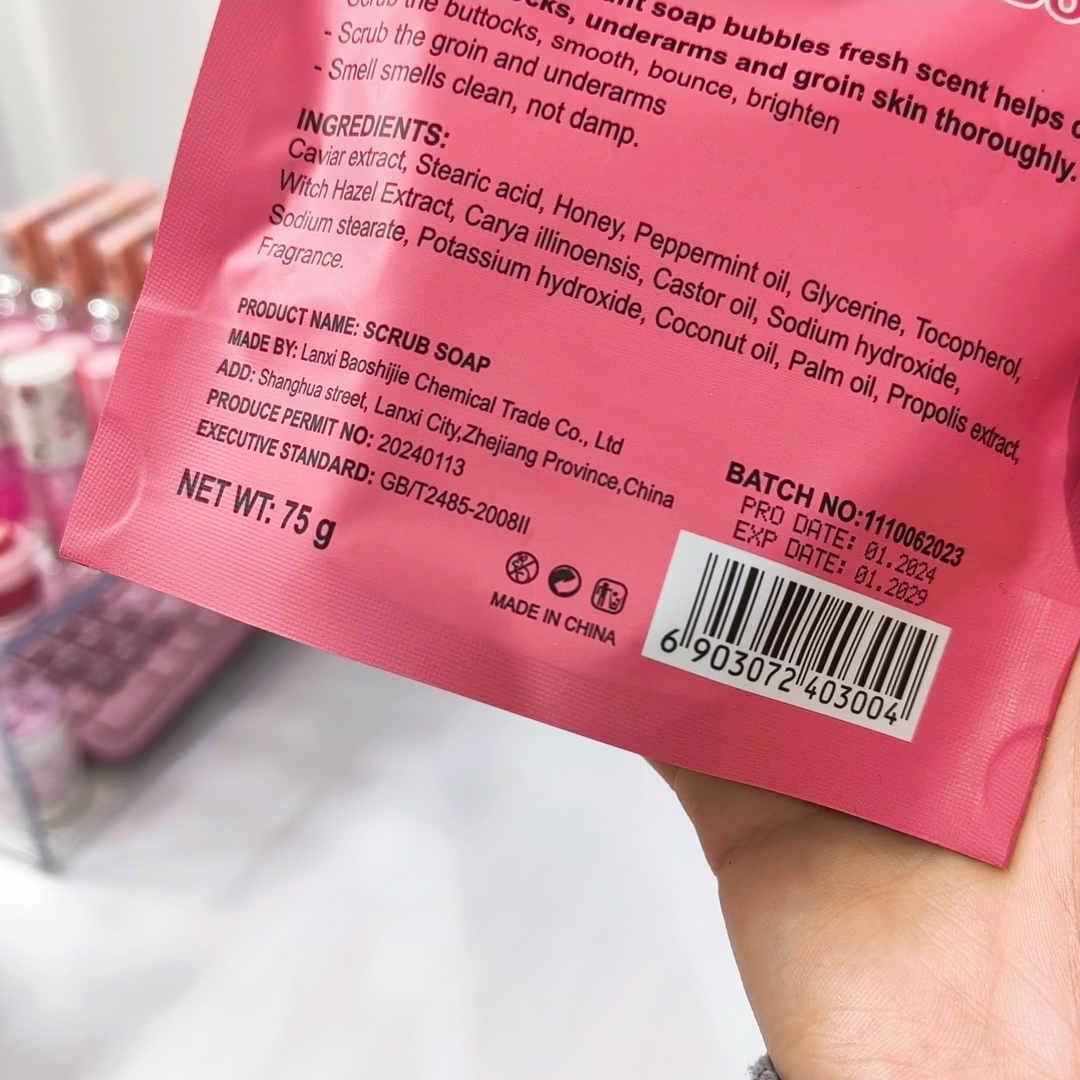 soap bubbles fresh scent helps
underarms and groin skin thoroughly.
Scrub the buttocks, smooth, bounce, brighten
- Scrub the groin and underarms
- Smell smells clean, not damp.
INGREDIENTS:
Caviar extract, Stearic acid, Honey, Peppermint oil, Glycerine, Tocopherol,
Witch Hazel Extract, Carya illinoensis, Castor oil, Sodium hydroxide,
Sodium stearate, Potassium hydroxide, Coconut oil, Palm oil, Propolis extract,
Fragrance.
PRODUCT NAME: SCRUB SOAP
MADE BY: Lanxi Baoshijie Chemical Trade Co., Ltd
ADD: Shanghua street, Lanxi City,Zhejiang Province,China
PRODUCE PERMIT NO: 20240113
EXECUTIVE STANDARD: GB/T2485-2008II
NET WT: 75 g
MADE IN CHINA
BATCH NO:1110062023
PRO DATE: 01.2024
EXP DATE: 01.2029
6 903072 403004